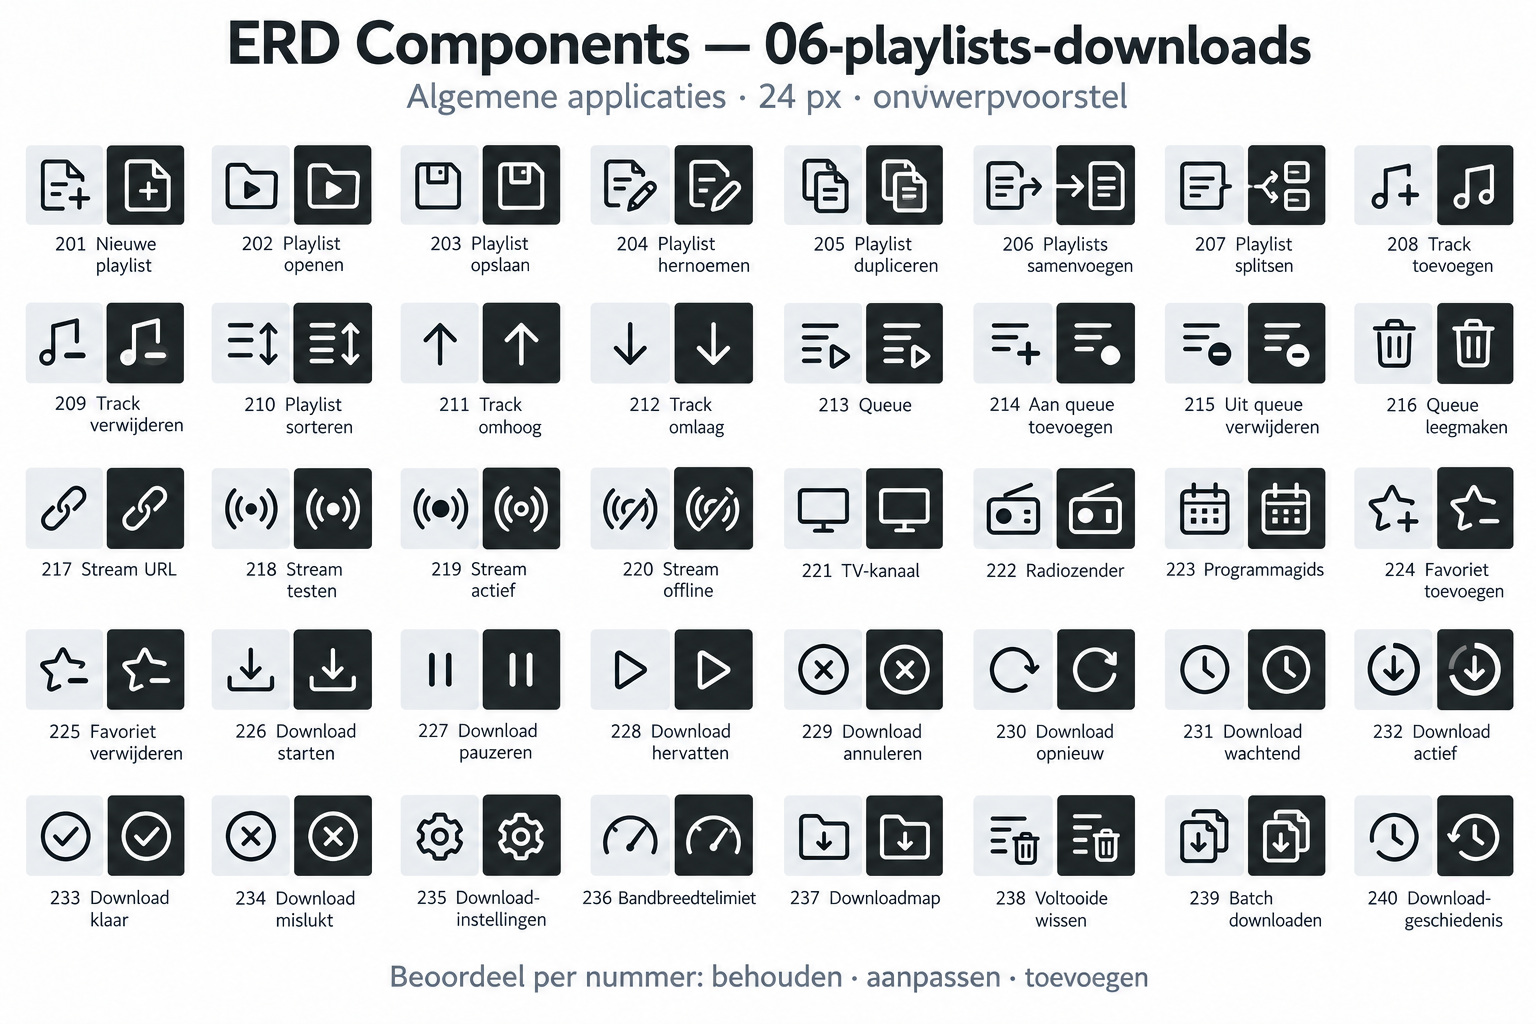 ERD Components — 06-playlists-downloads
Algemene applicaties · 24 px · onvwerpvoorstel
201 Nieuwe playlist
202 Playlist openen
203 Playlist opslaan
204 Playlist hernoemen
205 Playlist dupliceren
206 Playlists samenvoegen
207 Playlist splitsen
208 Track toevoegen
209 Track verwijderen
210 Playlist sorteren
211 Track omhoog
212 Track omlaag
213 Queue
214 Aan queue toevoegen
215 Uit queue verwijderen
216 Queue leegmaken
217 Stream URL
218 Stream testen
219 Stream actief
220 Stream offline
221 TV-kanaal
222 Radiozender
223 Programmagids
224 Favoriet toevoegen
225 Favoriet verwijderen
226 Download starten
227 Download pauzeren
228 Download hervatten
229 Download annuleren
230 Download opnieuw
231 Download wachtend
232 Download actief
233 Download klaar
234 Download mislukt
235 Download-instellingen
236 Bandbreedtelimiet
237 Downloadmap
238 Voltooide wissen
239 Batch downloaden
240 Download-geschiedenis
Beoordeel per nummer: behouden · aanpassen · toevoegen